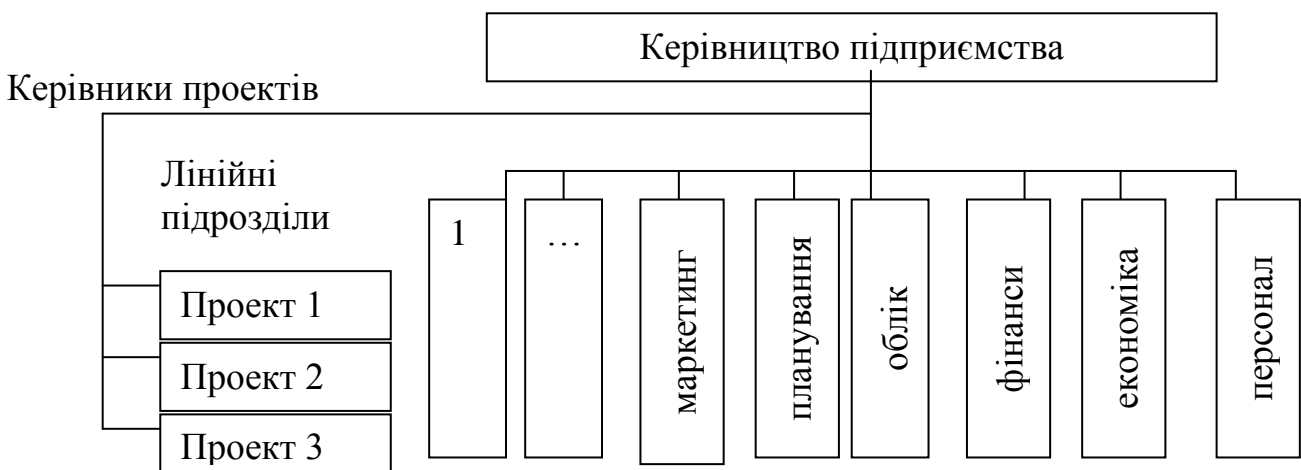 Керівництво підприємства
Керівники проектів
Лінійні
підрозділи
1
…
маркетинг
планування
облік
фінанси
економіка
персонал
Проект 1
Проект 2
Проект 3